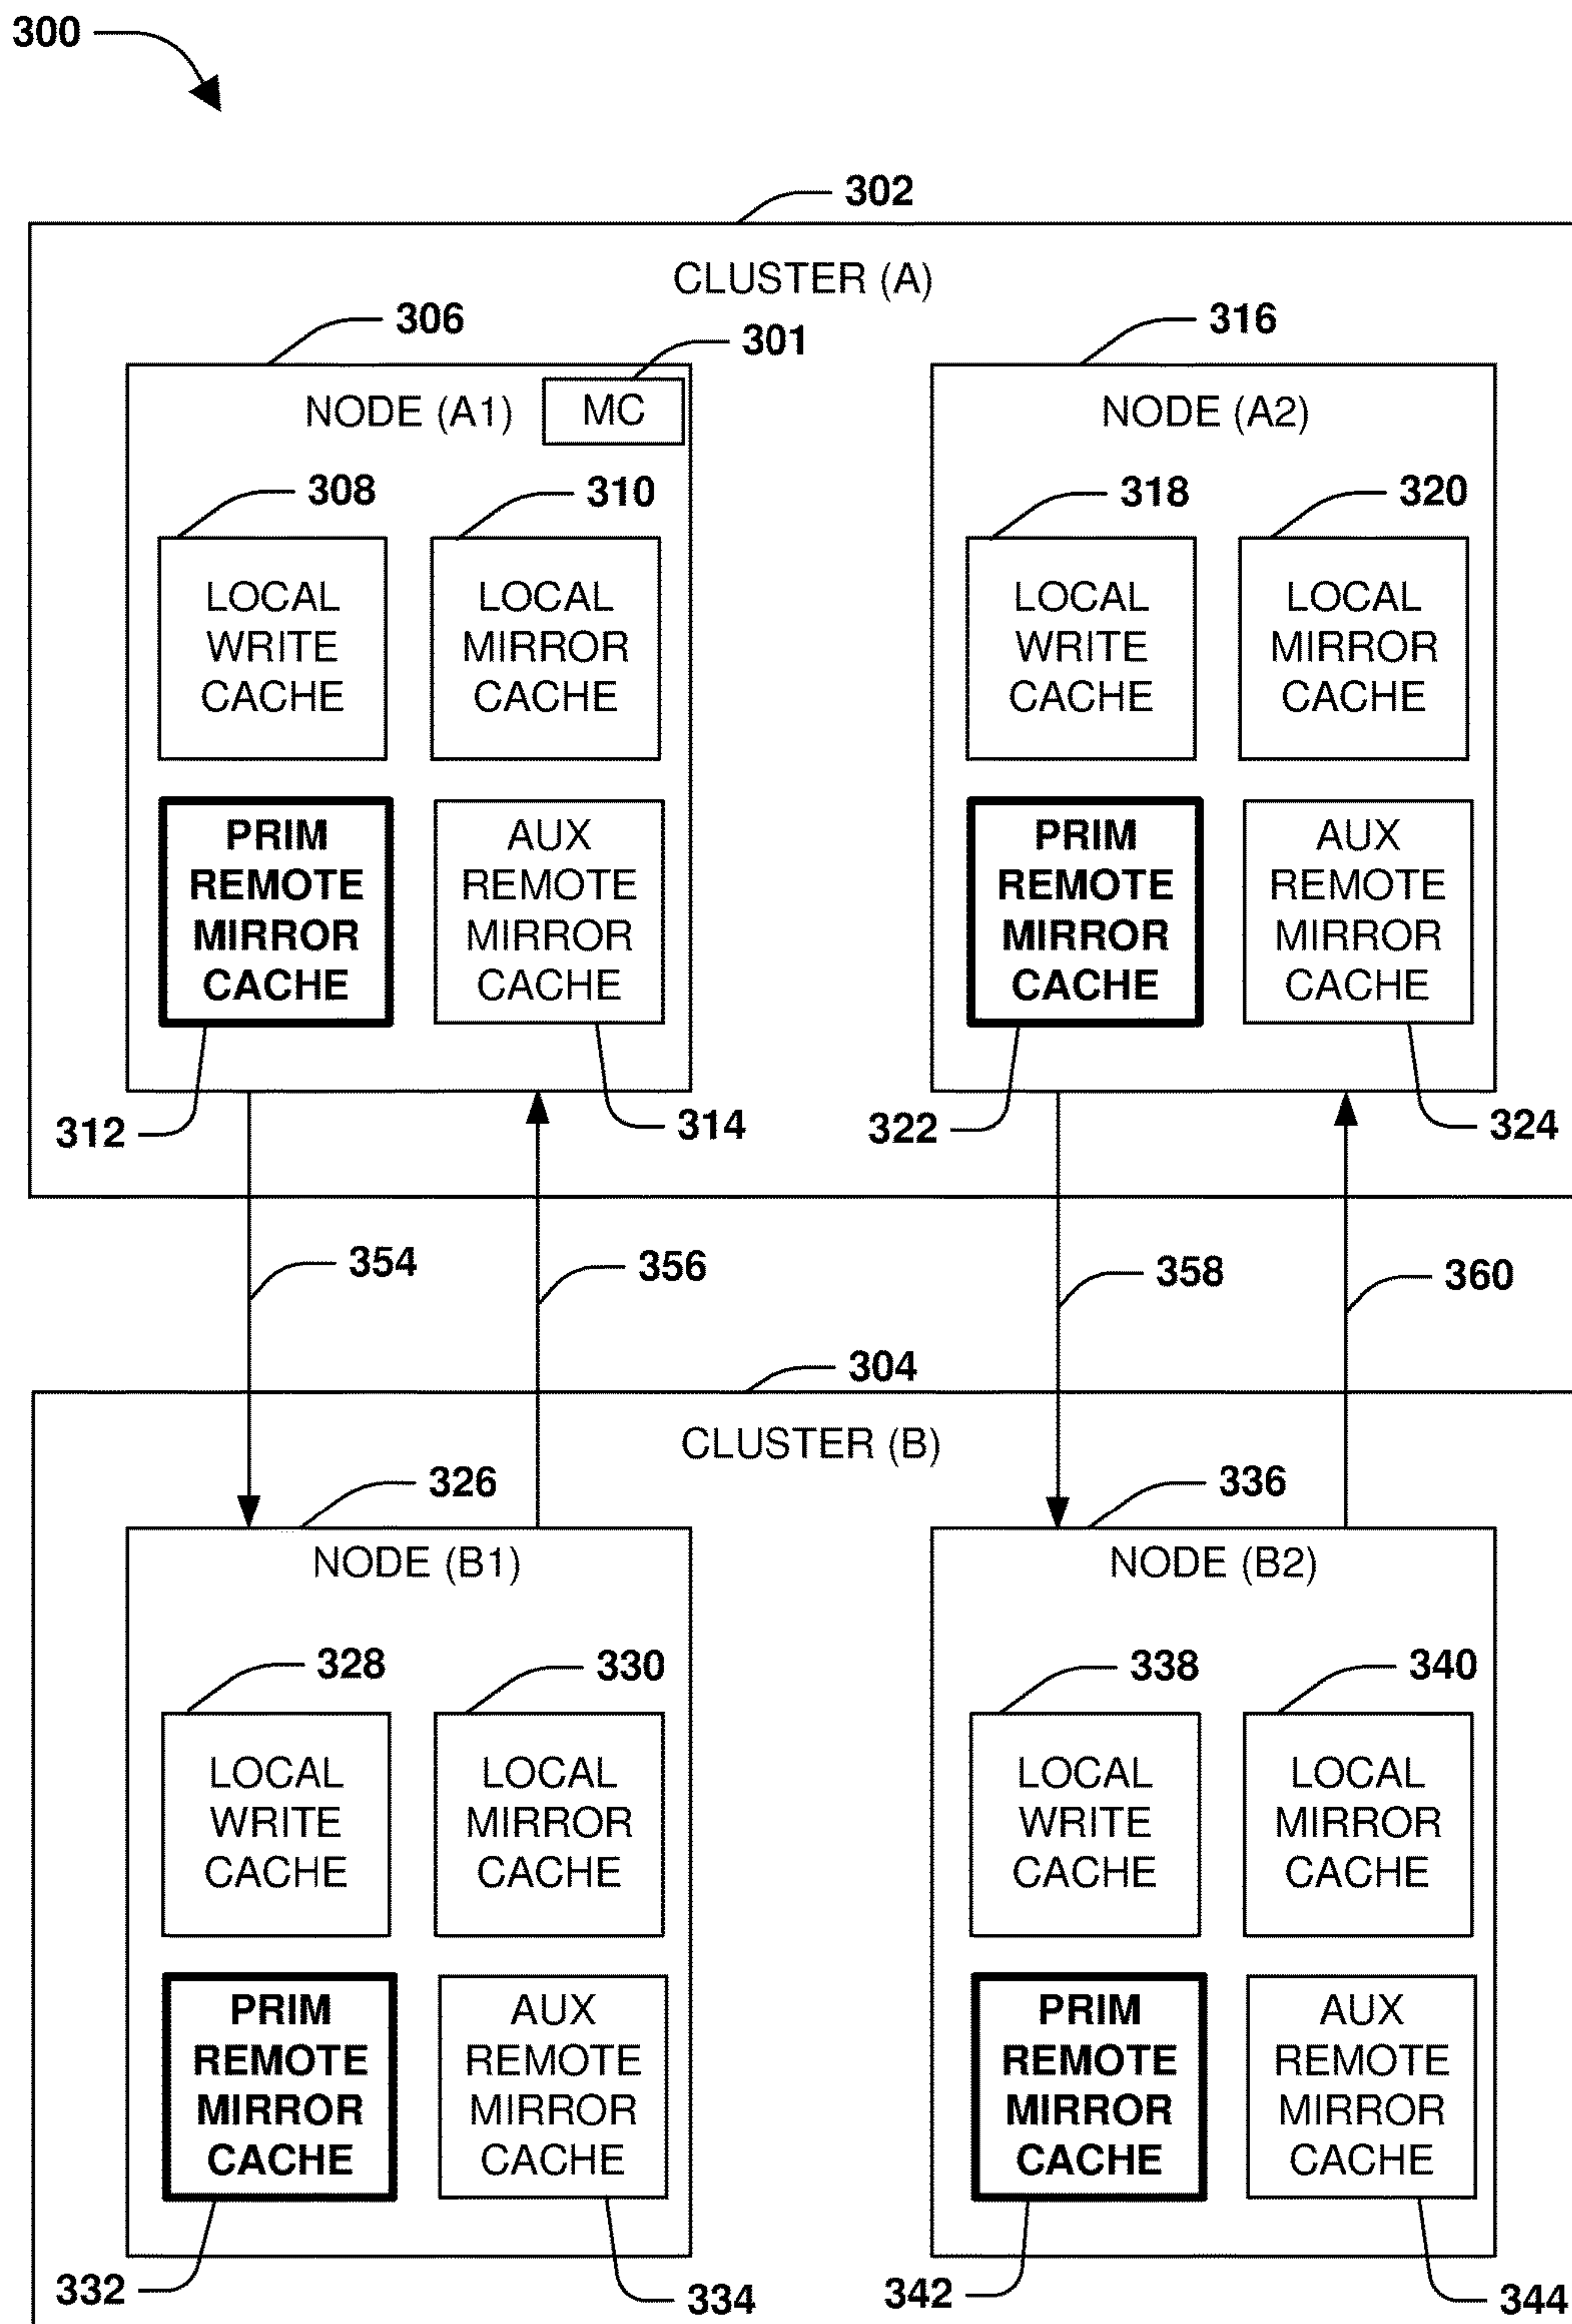 300
302
CLUSTER (A)
306
301
316
NODE (A1)
MC
NODE (A2)
308
310
318
320
LOCAL
WRITE
CACHE
LOCAL
MIRROR
CACHE
LOCAL
WRITE
CACHE
LOCAL
MIRROR
CACHE
PRIM
REMOTE
MIRROR
CACHE
AUX
REMOTE
MIRROR
CACHE
PRIM
REMOTE
MIRROR
CACHE
AUX
REMOTE
MIRROR
CACHE
312
314
322
324
354
356
358
360
304
CLUSTER (B)
326
336
NODE (B1)
NODE (B2)
328
330
338
340
LOCAL
WRITE
CACHE
LOCAL
MIRROR
CACHE
LOCAL
WRITE
CACHE
LOCAL
MIRROR
CACHE
PRIM
REMOTE
MIRROR
CACHE
AUX
REMOTE
MIRROR
CACHE
PRIM
REMOTE
MIRROR
CACHE
AUX
REMOTE
MIRROR
CACHE
332
334
342
344